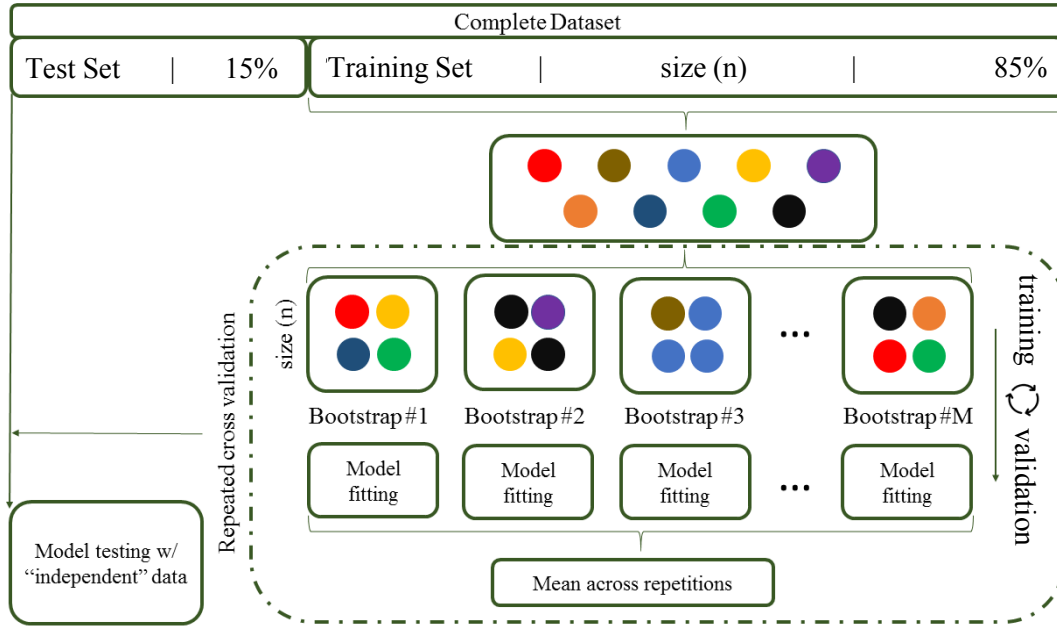 Complete Dataset
Test Set | 15%
Training Set | size (n) | 85%
size (n)
Bootstrap #1
Bootstrap #2
Bootstrap #3
...
Bootstrap #M
Model
fitting
Model
fitting
Model
fitting
...
Model
fitting
Mean across repetitions
training
validation
Repeated cross validation
Model testing w/
“independent” data